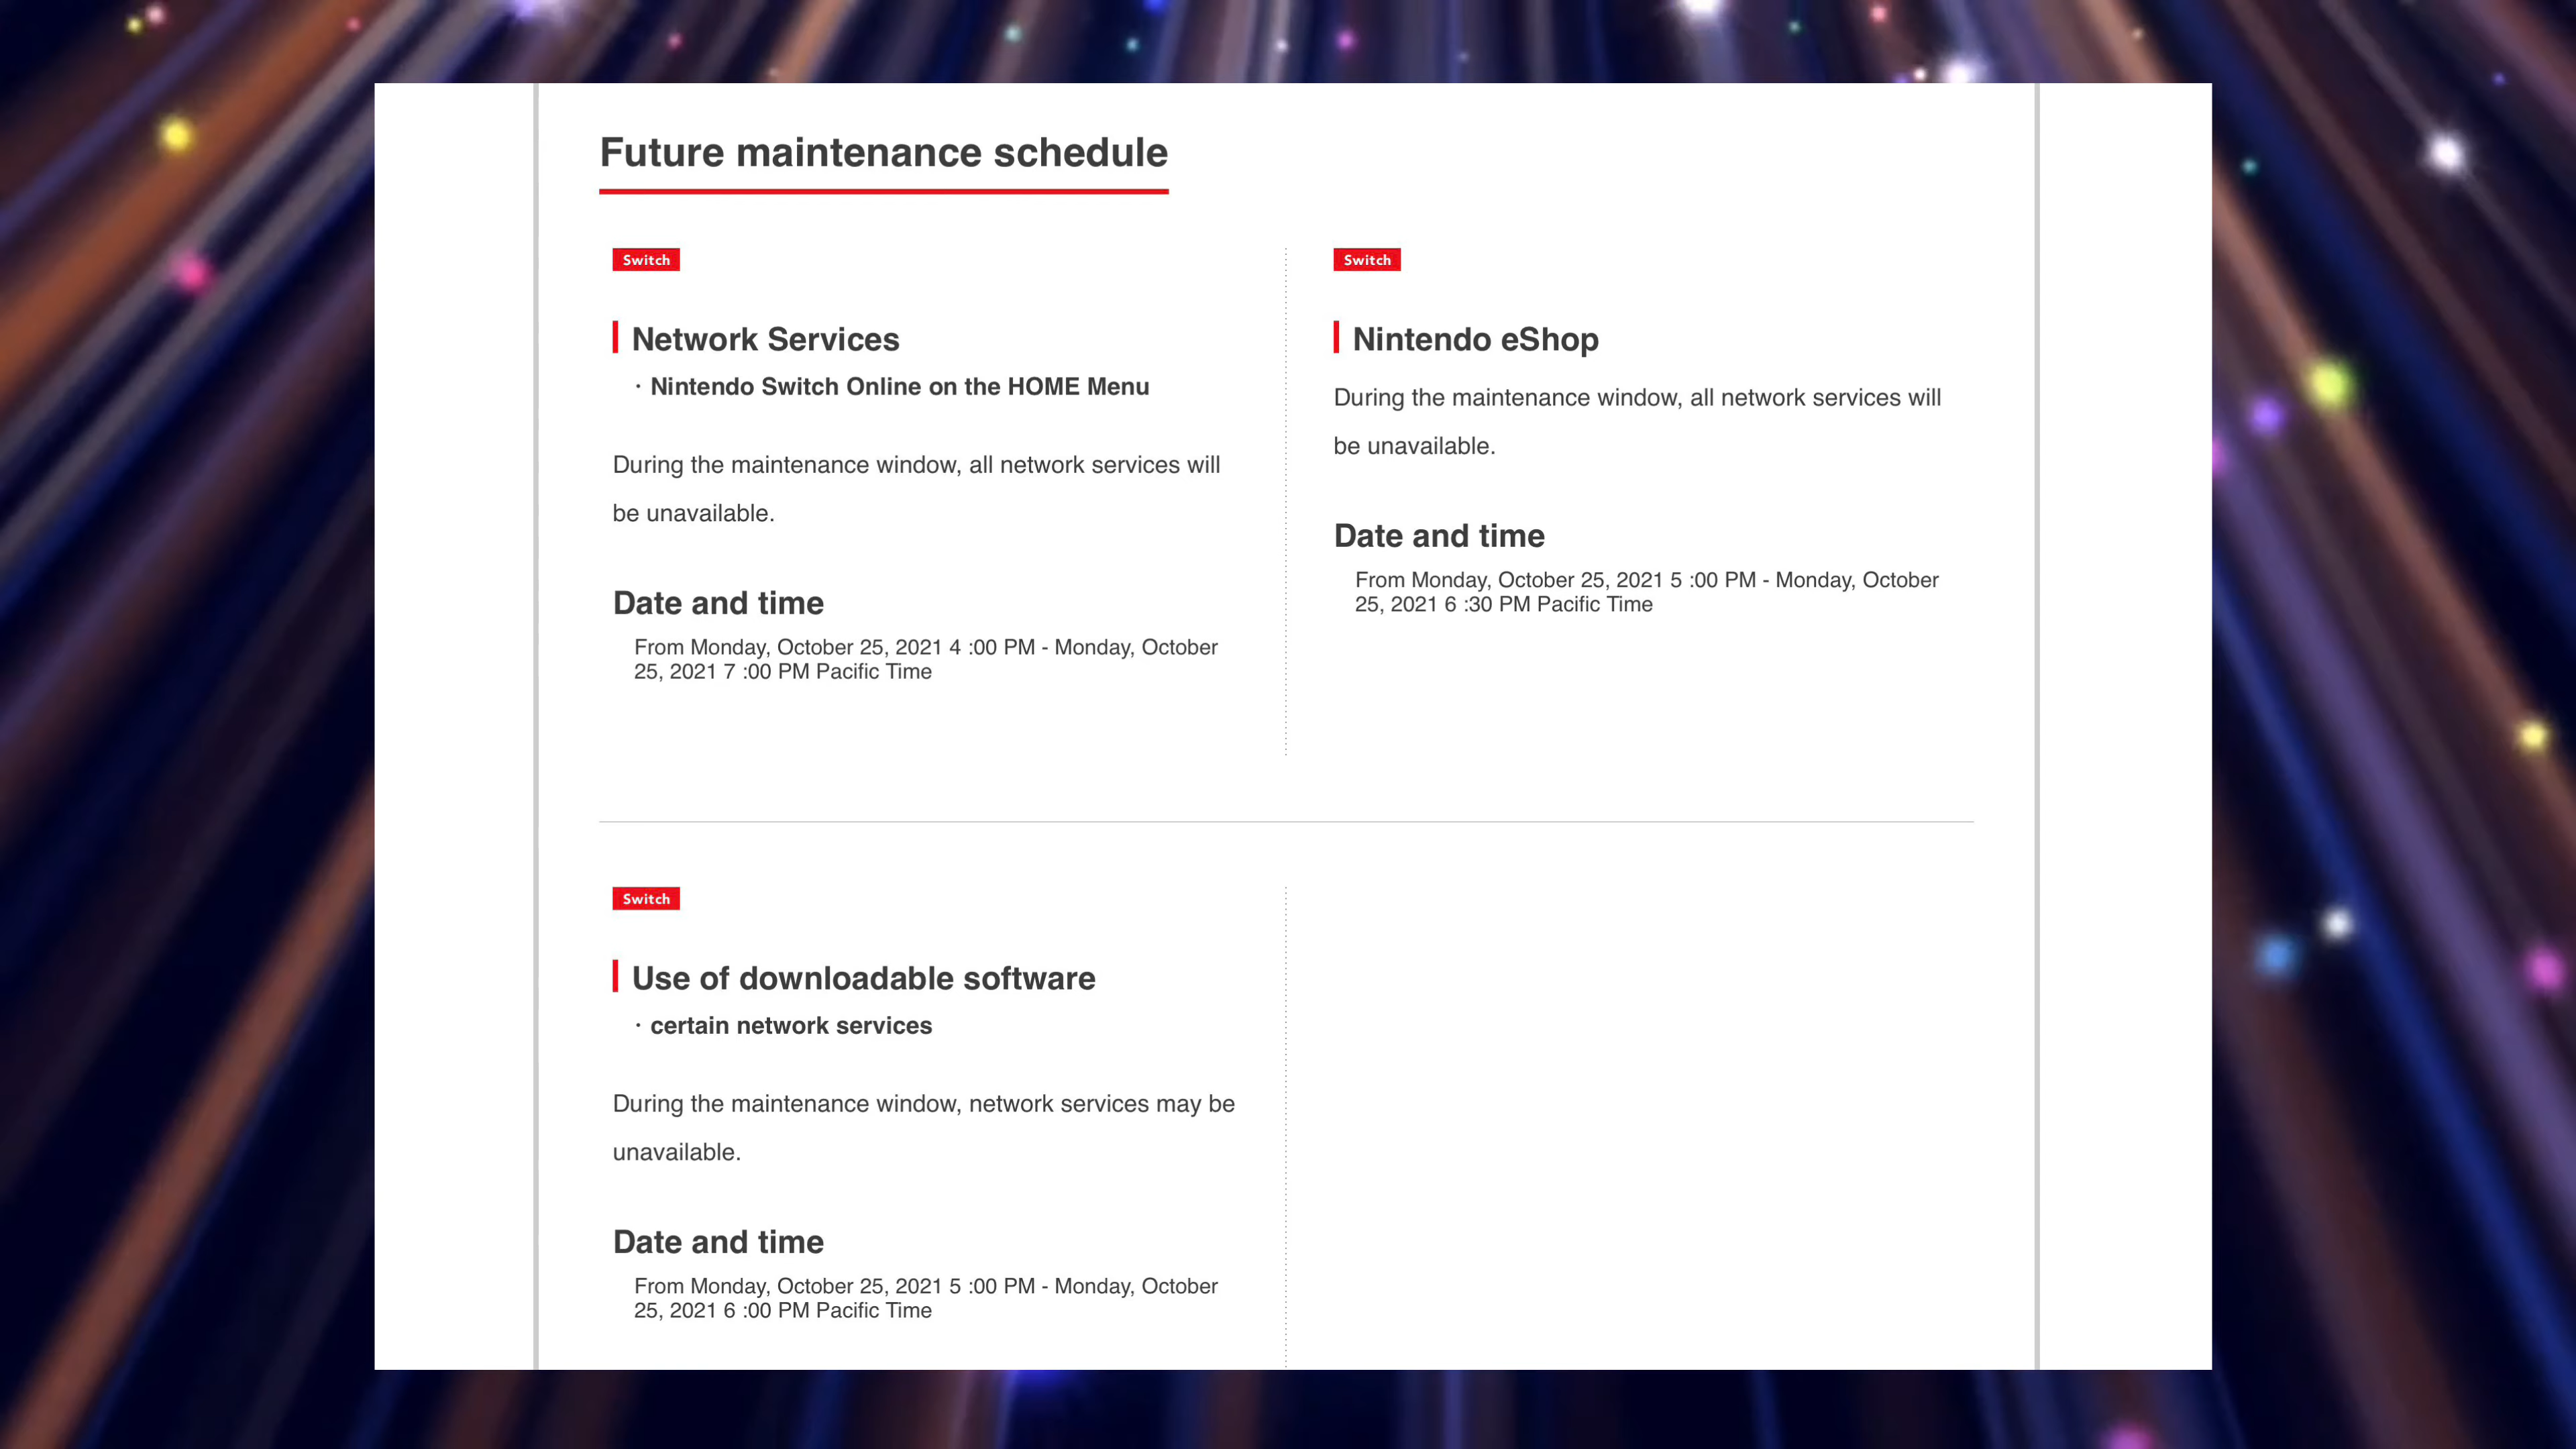 Future maintenance schedule
Switch
Network Services
· Nintendo Switch Online on the HOME Menu
During the maintenance window, all network services will
be unavailable.
Date and time
From Monday, October 25, 2021 4 :00 PM - Monday, October
25, 2021 7 :00 PM Pacific Time
Switch
Nintendo eShop
During the maintenance window, all network services will
be unavailable.
Date and time
From Monday, October 25, 2021 5 :00 PM - Monday, October
25, 2021 6 :30 PM Pacific Time
Switch
Use of downloadable software
· certain network services
During the maintenance window, network services may be
unavailable.
Date and time
From Monday, October 25, 2021 5 :00 PM - Monday, October
25, 2021 6 :00 PM Pacific Time